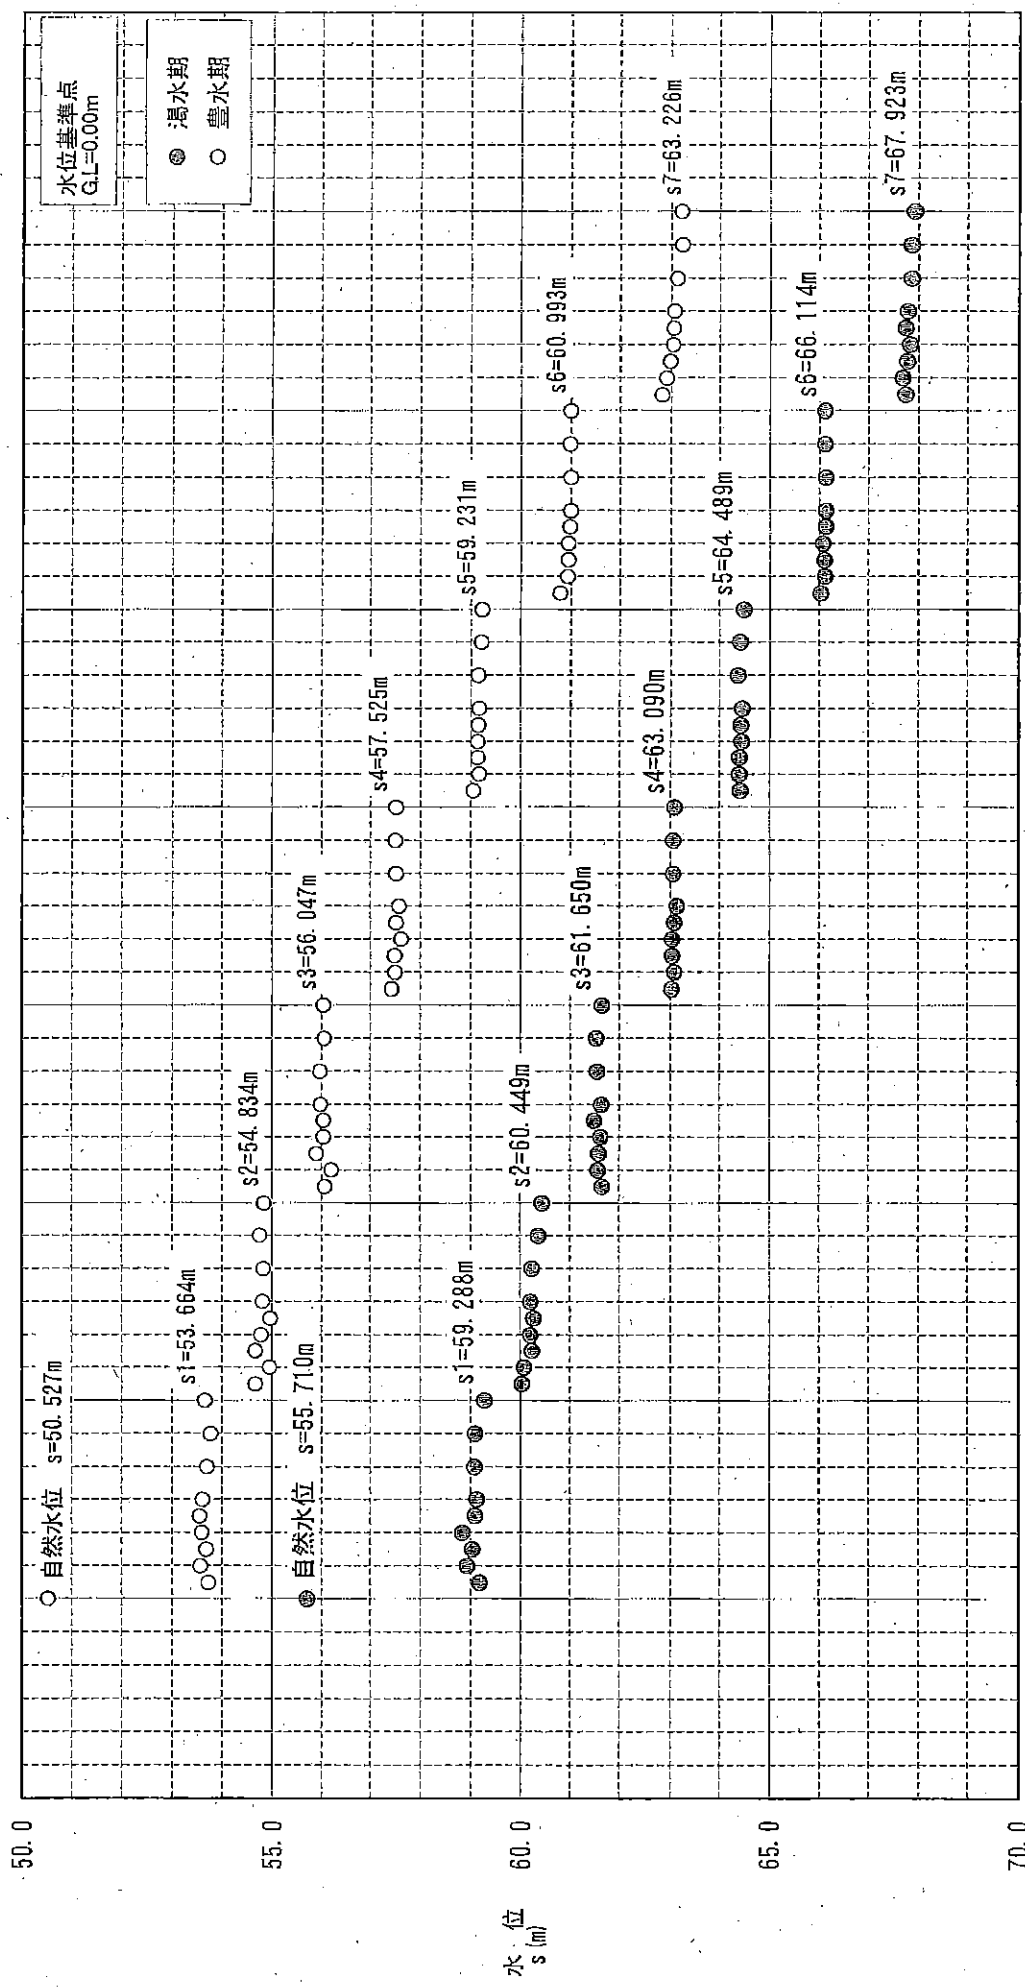 水位基準点
G.L=0.00m
渇水期
豊水期
50.0
55.0
60.0
65.0
70.0
水 位
s (m)
自然水位 s=50.527m
s1=53.664m
s2=54.834m
s3=56.047m
s4=57.525m
s5=59.231m
s6=60.993m
s7=63.226m
自然水位 s=55.710m
s1=59.288m
s2=60.449m
s3=61.650m
s4=63.090m
s5=64.489m
s6=66.114m
s7=67.923m